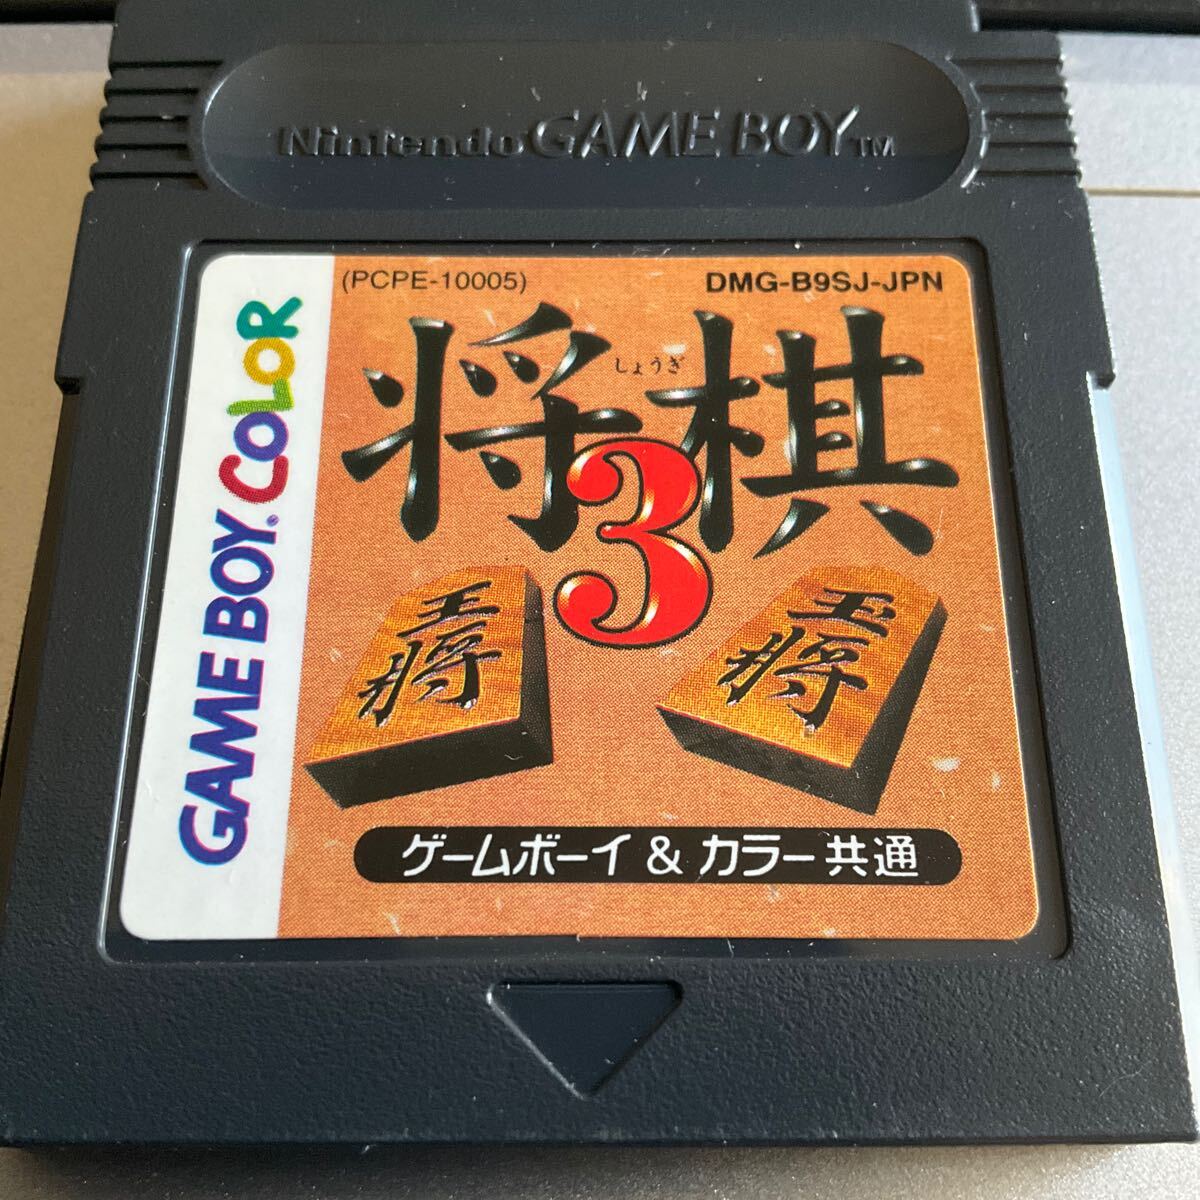 Nintendo GAME BOY TM
(PCPE-10005)
DMG-B9SJ-JPN
GAME BOY COLOR
将棋
しょうぎ
3
王将
玉将
ゲームボーイ & カラー 共通